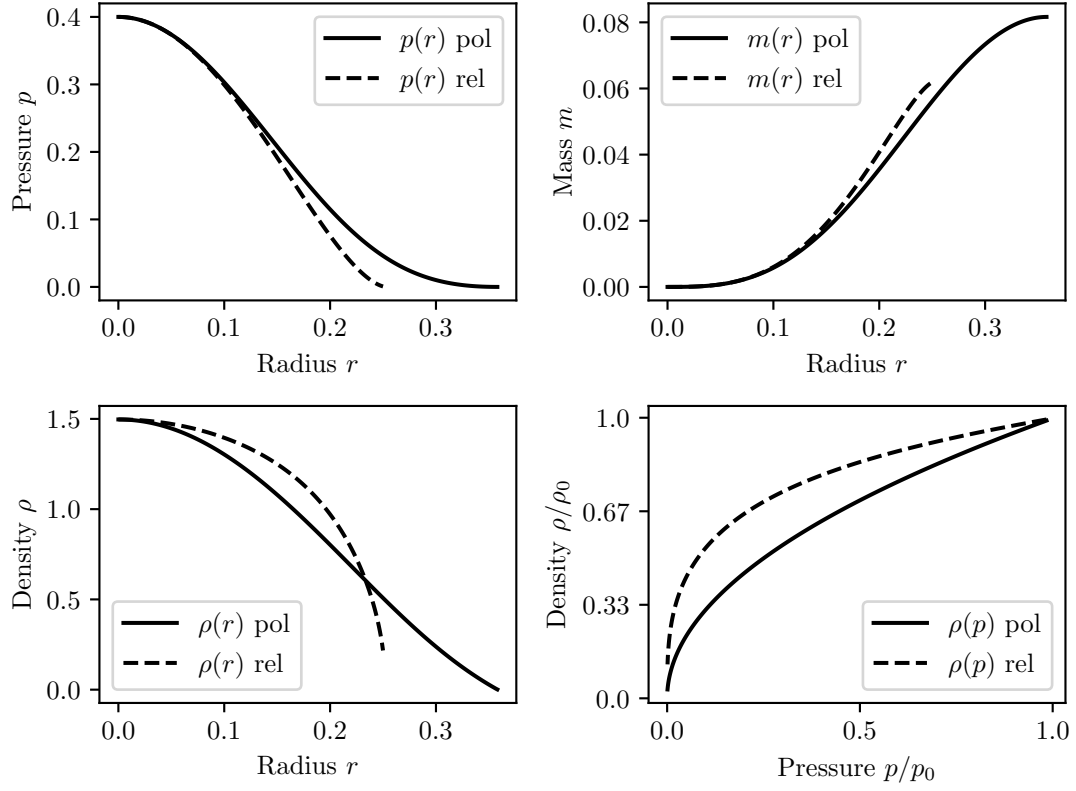 Pressure p
0.4
0.3
0.2
0.1
0.0
p(r) pol
p(r) rel
0.0 0.1 0.2 0.3
Radius r
Mass m
0.08
0.06
0.04
0.02
0.00
m(r) pol
m(r) rel
0.0 0.1 0.2 0.3
Radius r
Density ρ
1.5
1.0
0.5
0.0
ρ(r) pol
ρ(r) rel
0.0 0.1 0.2 0.3
Radius r
Density ρ/ρ₀
1.0
0.67
0.33
0.0
ρ(p) pol
ρ(p) rel
0.0 0.5 1.0
Pressure p/p₀